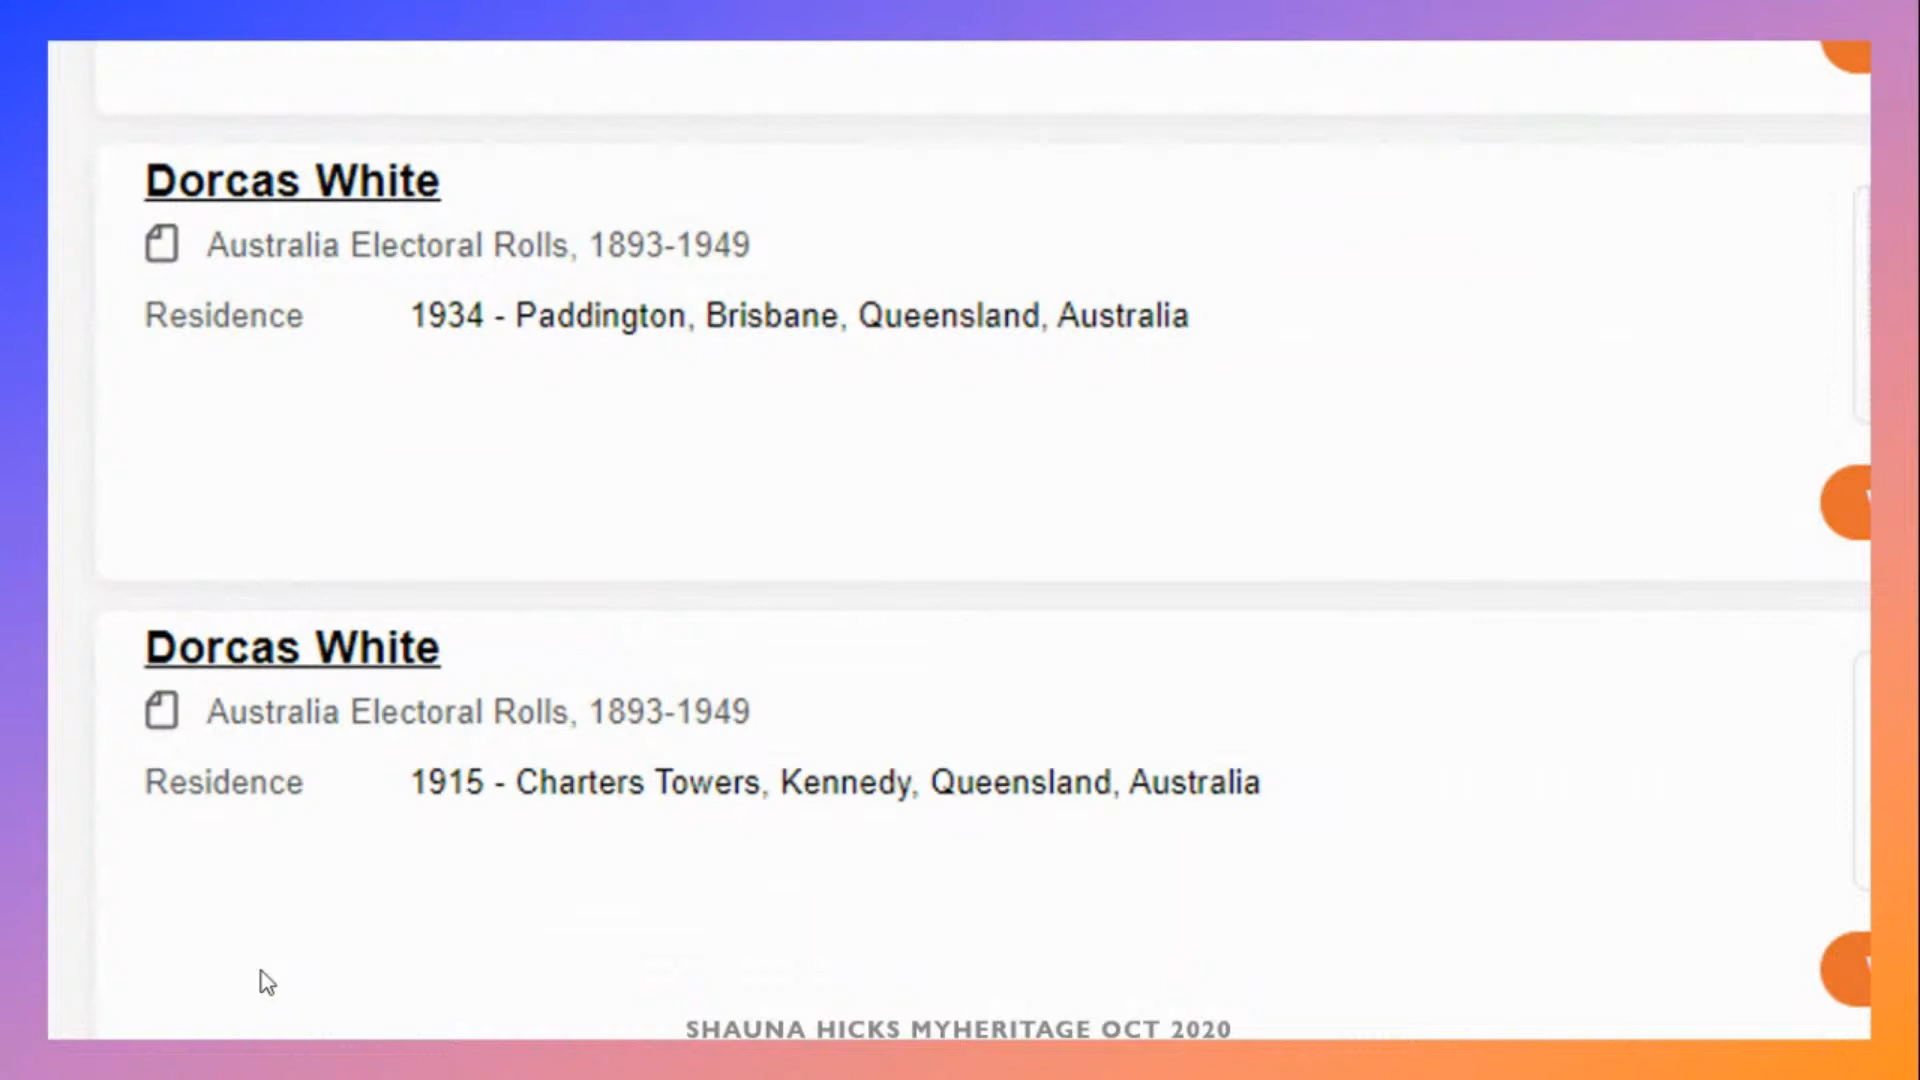 Dorcas White
Australia Electoral Rolls, 1893-1949
Residence 1934 - Paddington, Brisbane, Queensland, Australia
Dorcas White
Australia Electoral Rolls, 1893-1949
Residence 1915 - Charters Towers, Kennedy, Queensland, Australia
SHAUNA HICKS MYHERITAGE OCT 2020